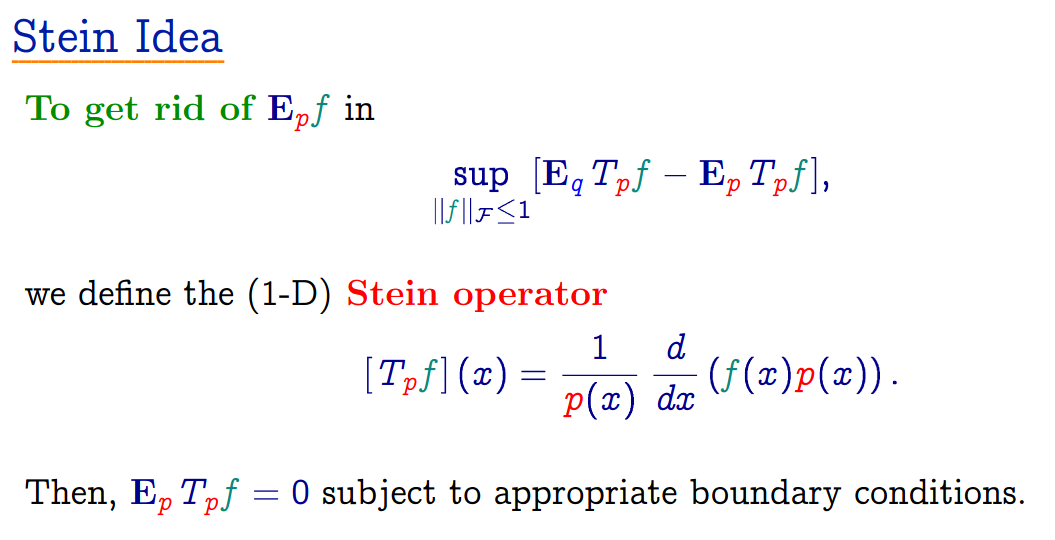 Stein Idea
To get rid of $\mathbf{E}_p f$ in
$\sup_{||f||_{\mathcal{F}} \leq 1} [\mathbf{E}_q T_p f - \mathbf{E}_p T_p f],$
we define the (1-D) Stein operator
$[T_p f](x) = \frac{1}{p(x)} \frac{d}{dx} (f(x)p(x)).$
Then, $\mathbf{E}_p T_p f = 0$ subject to appropriate boundary conditions.